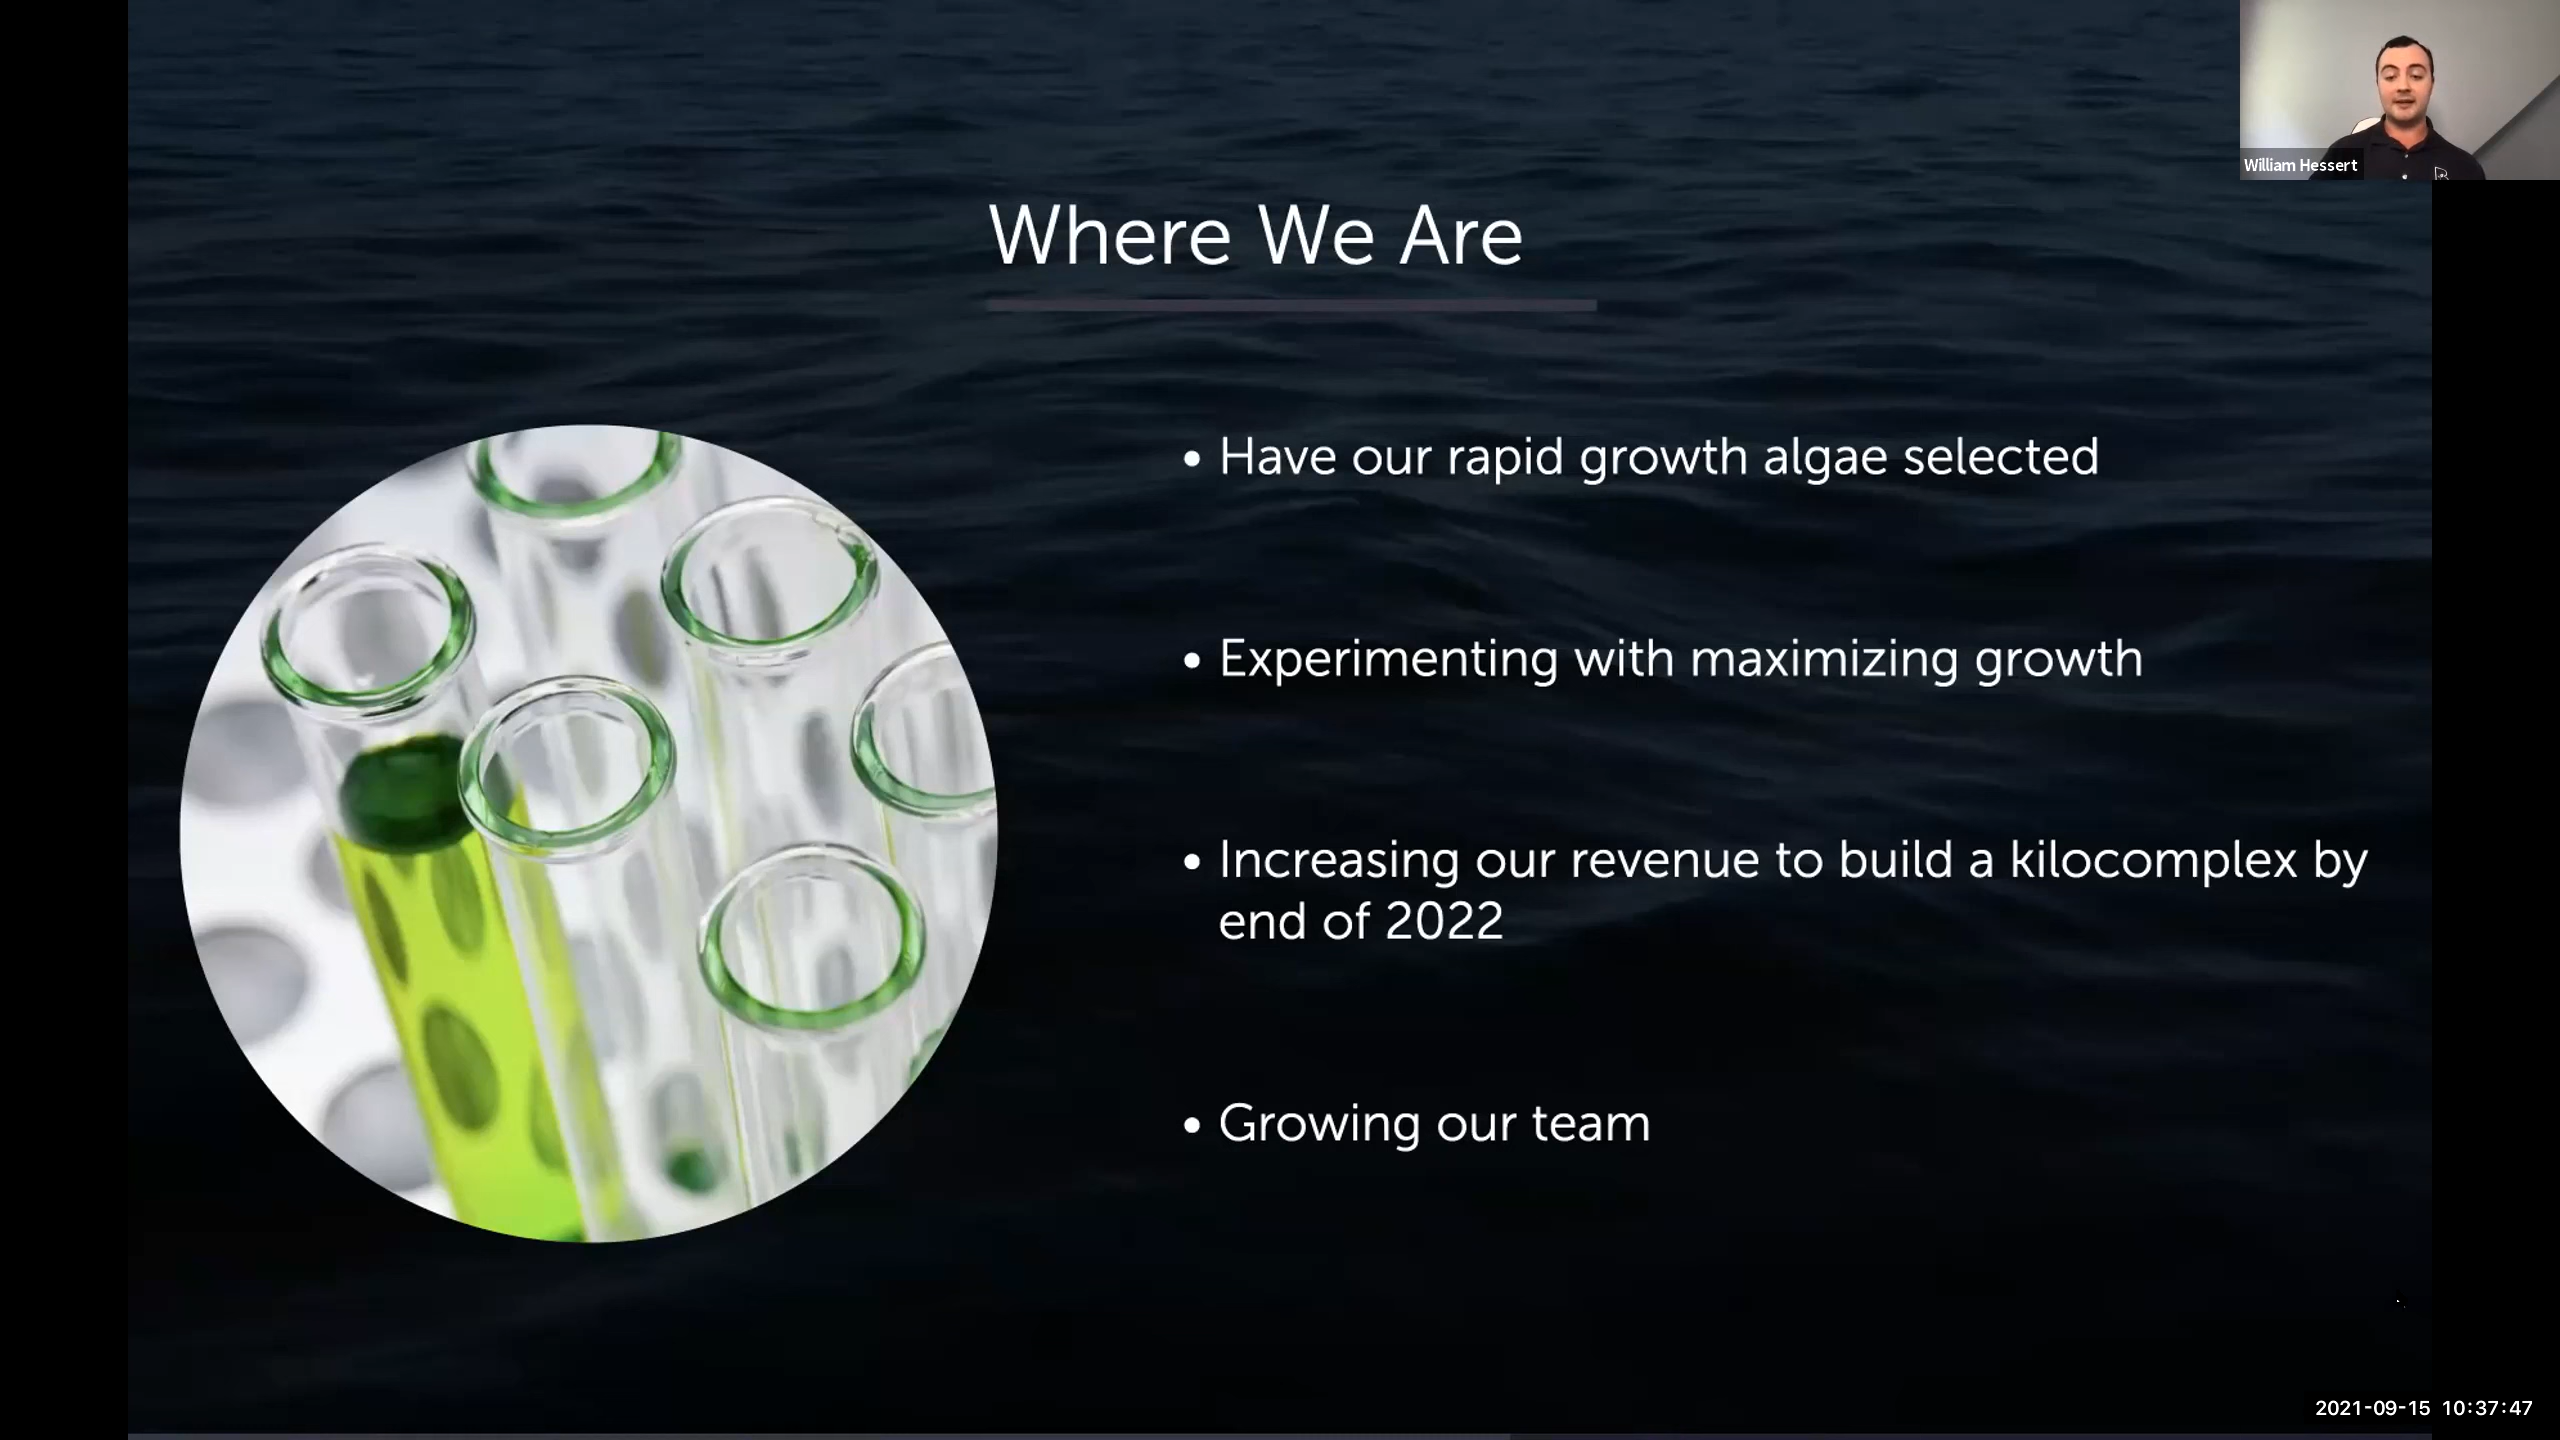 William Hessert
Where We Are
• Have our rapid growth algae selected
• Experimenting with maximizing growth
• Increasing our revenue to build a kilocomplex by
end of 2022
• Growing our team
2021-09-15 10:37:47